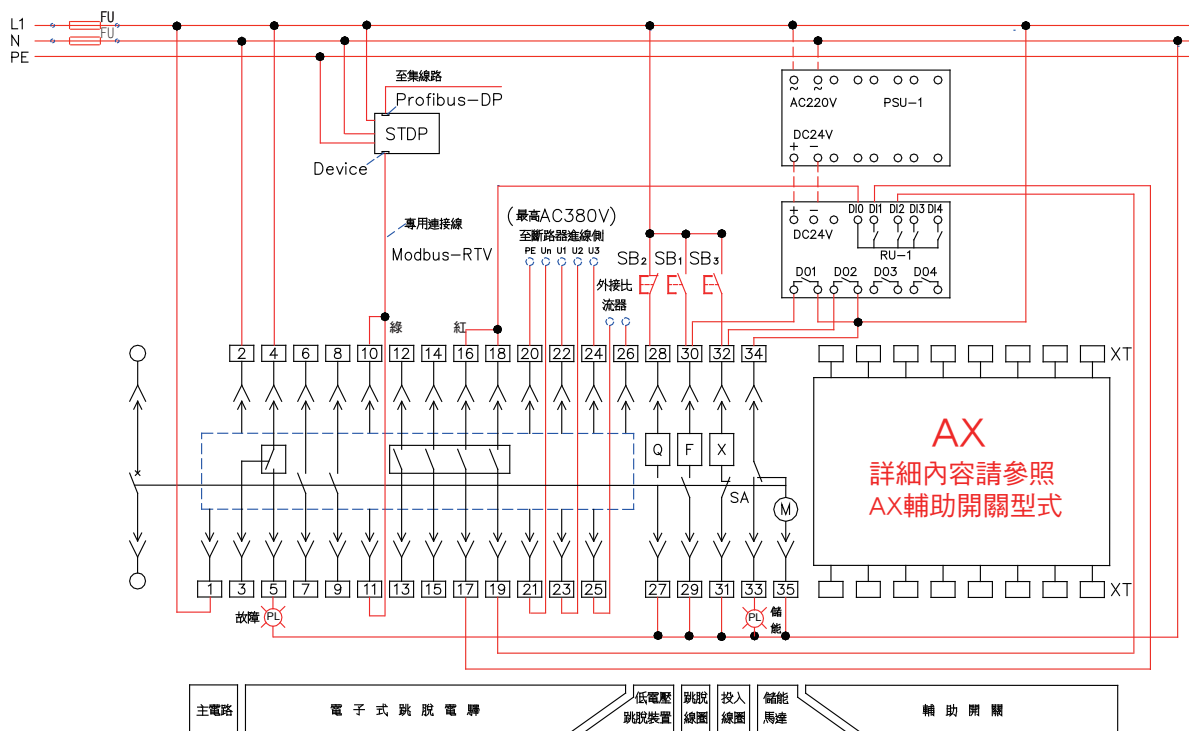 L1
FU
N
FU
PE
至集線路
Profibus-DP
STDP
Device
專用連接線
Modbus-RTV
(最高AC380V)
至斷路器進線側
PE Un U1 U2 U3
外接比
流器
SB2 SB1 SB3
~ ~
AC220V PSU-1
DC24V
+ -
+ - DI0 DI1 DI2 DI3 DI4
DC24V
RU-1
DO1 DO2 DO3 DO4
綠 紅
2 4 6 8 10 12 14 16 18 20 22 24 26 28 30 32 34 XT
Q F X
SA
M
AX
詳細內容請參照
AX輔助開關型式
1 3 5 7 9 11 13 15 17 19 21 23 25 27 29 31 33 35 XT
故障 PL PL 儲
能
主電路
電子式跳脫電驛
低電壓
跳脫裝置
跳脫
線圈
投入
線圈
儲能
馬達
輔助開關